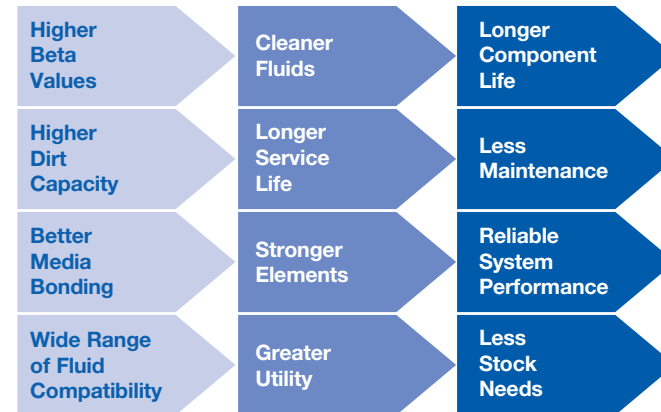 Higher
Beta
Values
Cleaner
Fluids
Longer
Component
Life
Higher
Dirt
Capacity
Longer
Service
Life
Less
Maintenance
Better
Media
Bonding
Stronger
Elements
Reliable
System
Performance
Wide Range
of Fluid
Compatibility
Greater
Utility
Less
Stock
Needs